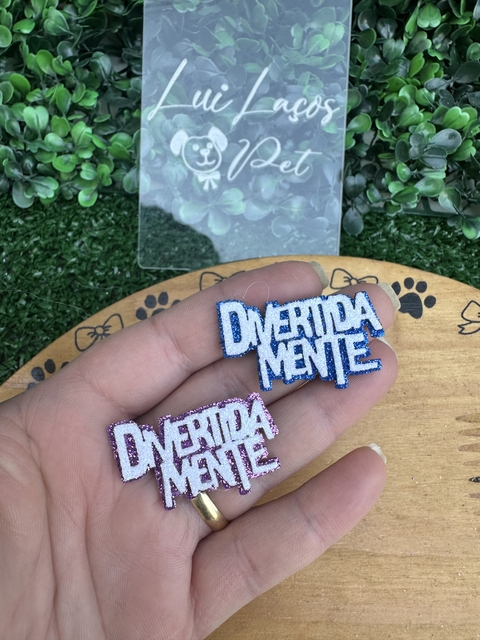 Lui Laços
Pet
DIVERTIDA
MENTE
DIVERTIDA
MENTE